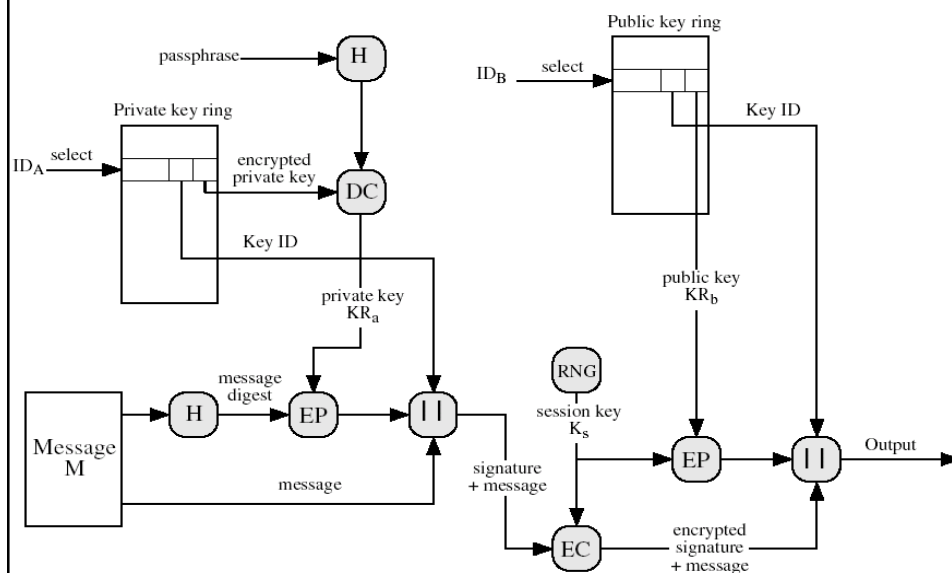 Public key ring
passphrase
H
ID_B
select
Key ID
Private key ring
ID_A
select
encrypted
private key
DC
Key ID
public key
KR_b
private key
KR_a
RNG
message
digest
session key
K_s
Message
M
H
EP
||
EP
||
Output
signature
+ message
message
EC
encrypted
signature
+ message